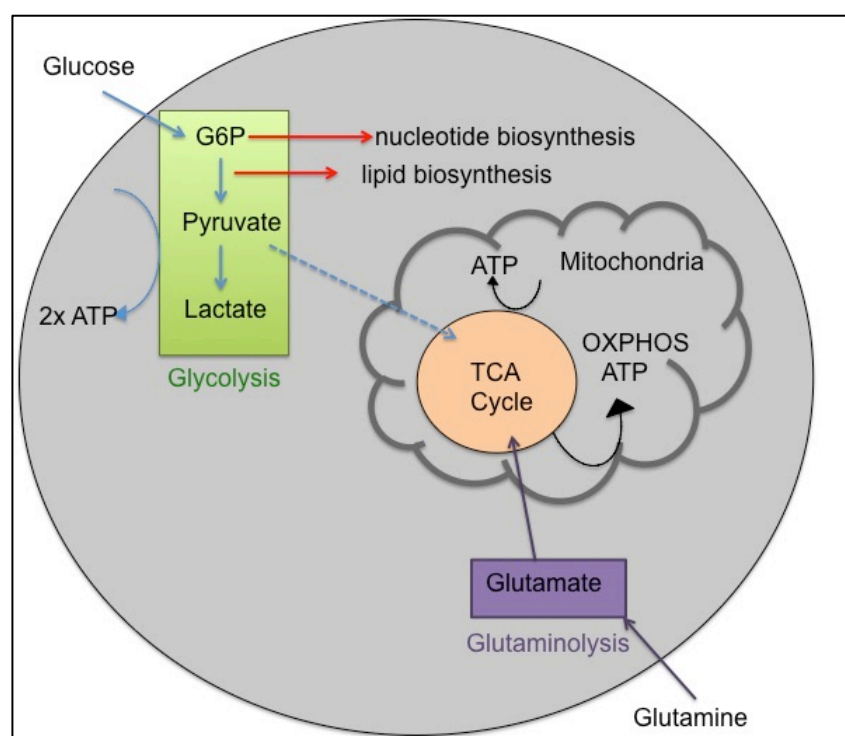 Glucose
G6P
nucleotide biosynthesis
lipid biosynthesis
Pyruvate
ATP
Mitochondria
2x ATP
Lactate
OXPHOS
ATP
Glycolysis
TCA
Cycle
Glutamate
Glutaminolysis
Glutamine